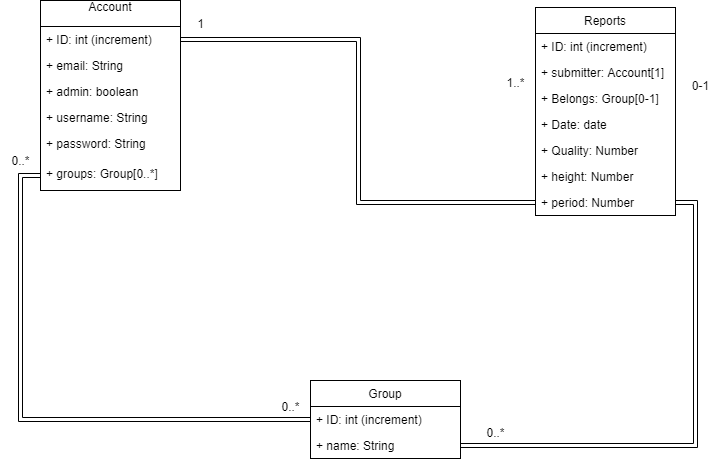 Account
+ ID: int (increment)
+ email: String
+ admin: boolean
+ username: String
+ password: String
+ groups: Group[0..*]
1
Reports
+ ID: int (increment)
+ submitter: Account[1]
+ Belongs: Group[0-1]
+ Date: date
+ Quality: Number
+ height: Number
+ period: Number
1..*
0-1
0..*
0..*
Group
+ ID: int (increment)
+ name: String
0..*